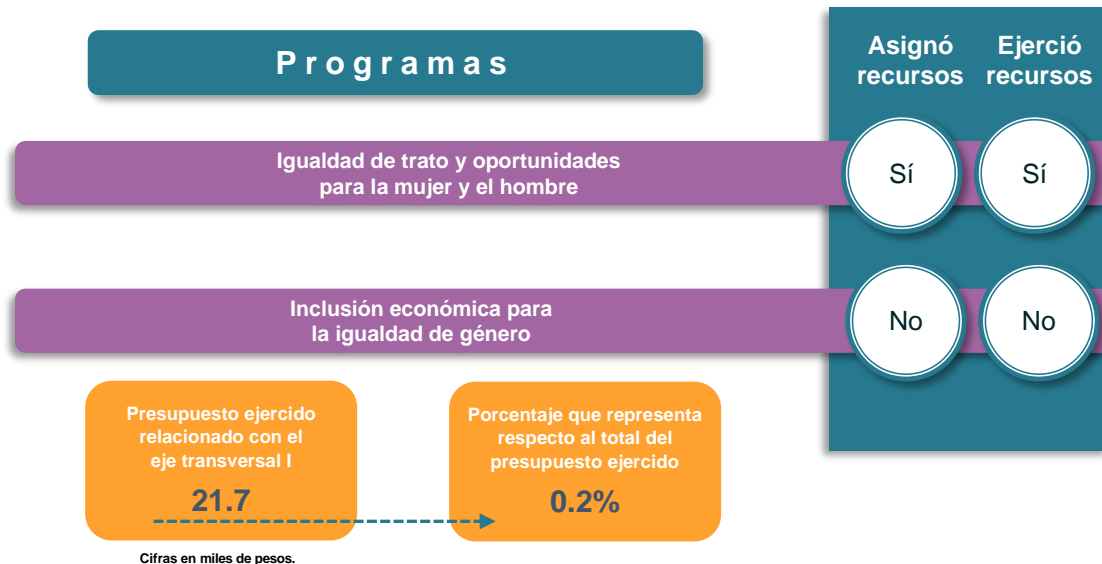 Programas
Asignó
recursos
Ejerció
recursos
Igualdad de trato y oportunidades
para la mujer y el hombre
Sí
Sí
Inclusión económica para
la igualdad de género
No
No
Presupuesto ejercido
relacionado con el
eje transversal I
21.7
Porcentaje que representa
respecto al total del
presupuesto ejercido
0.2%
Cifras en miles de pesos.